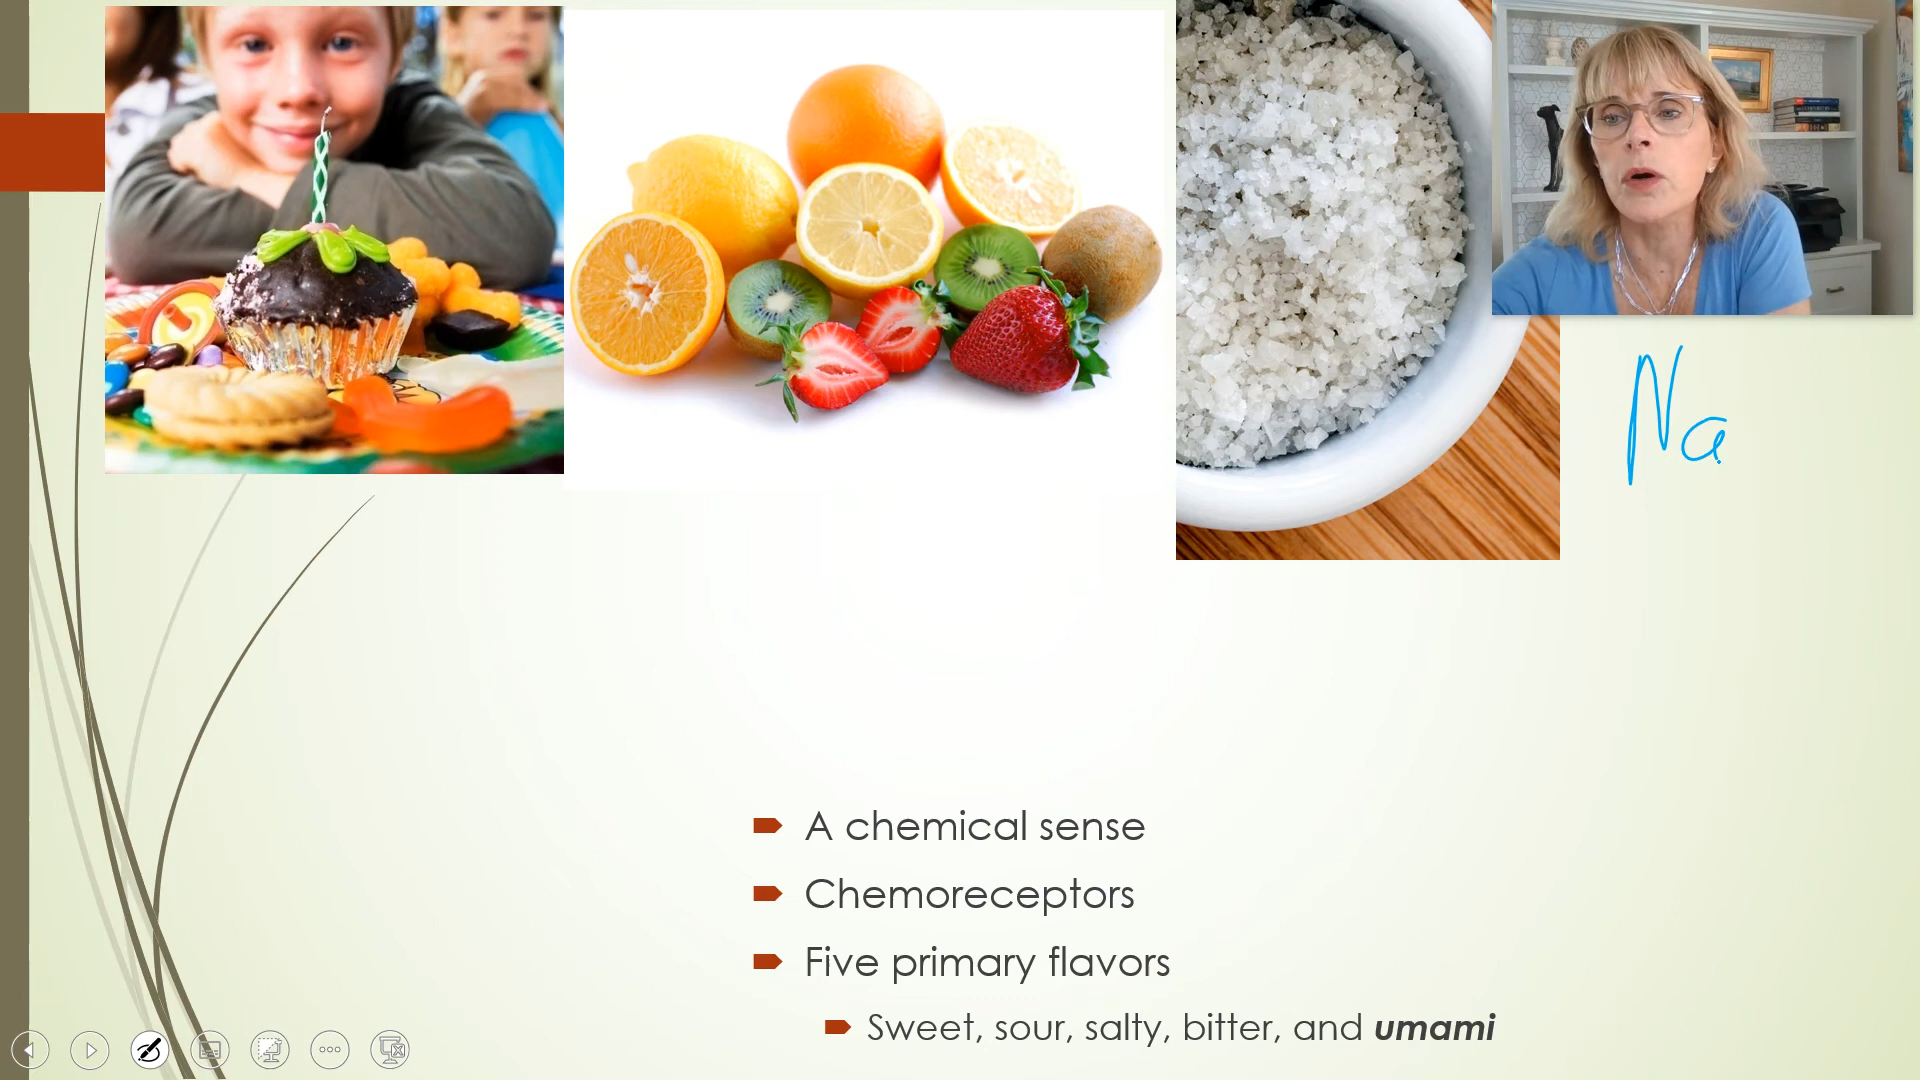 Na
A chemical sense
Chemoreceptors
Five primary flavors
Sweet, sour, salty, bitter, and umami